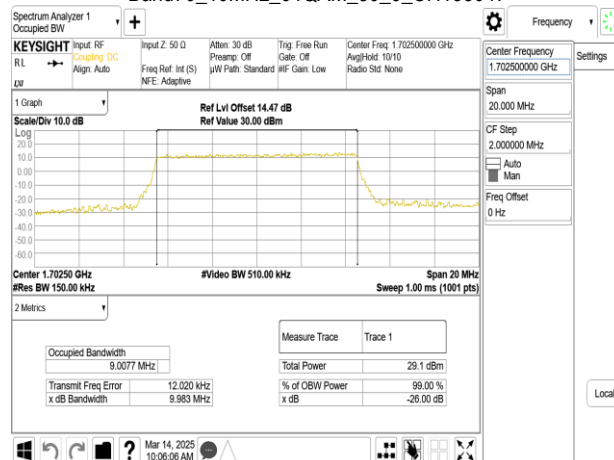 Spectrum Analyzer 1
Occupied BW
Frequency
KEYSIGHT
RL
Input: RF
Coupling: DC
Align: Auto
Input Z: 50 Ω
Freq Ref: Int (S)
NFE: Adaptive
Atten: 30 dB
Preamp: Off
µW Path: Standard
Trig: Free Run
Gate: Off
#IF Gain: Low
Center Freq: 1.702500000 GHz
Avg|Hold: 10/10
Radio Std: None
Center Frequency
1.702500000 GHz
Settings
Span
20.000 MHz
CF Step
2.000000 MHz
Auto
Man
Freq Offset
0 Hz
1 Graph
Ref Lvl Offset 14.47 dB
Scale/Div 10.0 dB
Ref Value 30.00 dBm
Log
20.0
10.0
0.00
-10.0
-20.0
-30.0
-40.0
-50.0
-60.0
Center 1.70250 GHz
#Video BW 510.00 kHz
Span 20 MHz
#Res BW 150.00 kHz
Sweep 1.00 ms (1001 pts)
2 Metrics
Measure Trace
Trace 1
Occupied Bandwidth
9.0077 MHz
Total Power
29.1 dBm
Transmit Freq Error
12.020 kHz
% of OBW Power
99.00 %
x dB Bandwidth
9.983 MHz
x dB
-26.00 dB
Local
?
Mar 14, 2025
10:06:06 AM